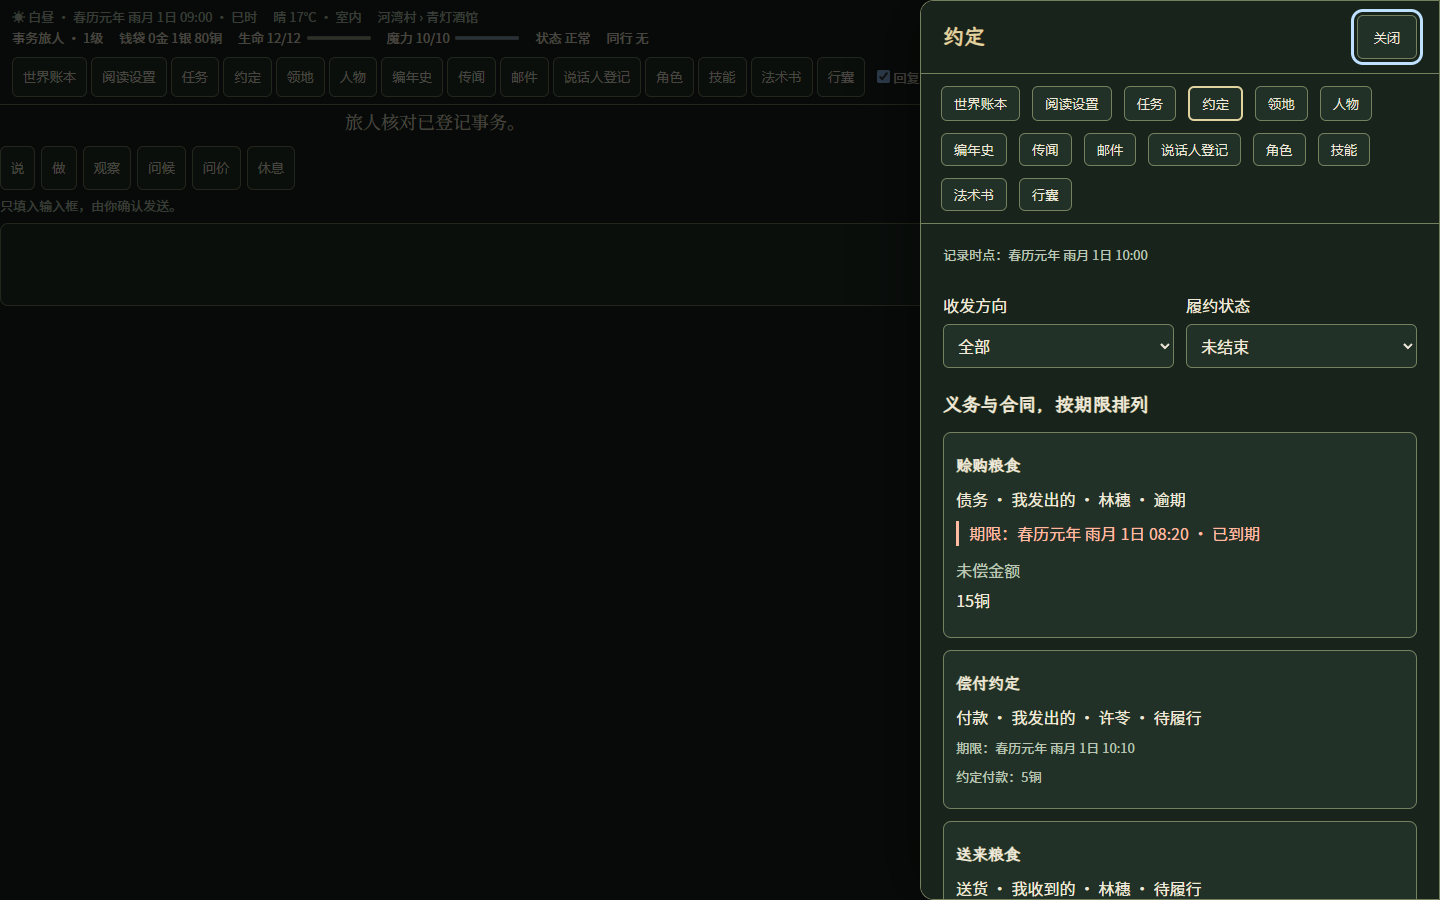 ☀ 白昼 · 春历元年 雨月 1日 09:00 · 巳时 晴 17°C · 室内 河湾村 › 青灯酒馆
事务旅人 · 1级 钱袋 0金 1银 80铜 生命 12/12 魔力 10/10 状态 正常 同行 无
世界账本 阅读设置 任务 约定 领地 人物 编年史 传闻 邮件 说话人登记 角色 技能 法术书 行囊 回复
旅人核对已登记事务。
说 做 观察 问候 问价 休息
只填入输入框，由你确认发送。
约定 关闭
世界账本 阅读设置 任务 约定 领地 人物
编年史 传闻 邮件 说话人登记 角色 技能
法术书 行囊
记录时点：春历元年 雨月 1日 10:00
收发方向 履约状态
全部 未结束
义务与合同，按期限排列
赊购粮食
债务 · 我发出的 · 林穗 · 逾期
期限：春历元年 雨月 1日 08:20 · 已到期
未偿金额
15铜
偿付约定
付款 · 我发出的 · 许苓 · 待履行
期限：春历元年 雨月 1日 10:10
约定付款：5铜
送来粮食
送货 · 我收到的 · 林穗 · 待履行